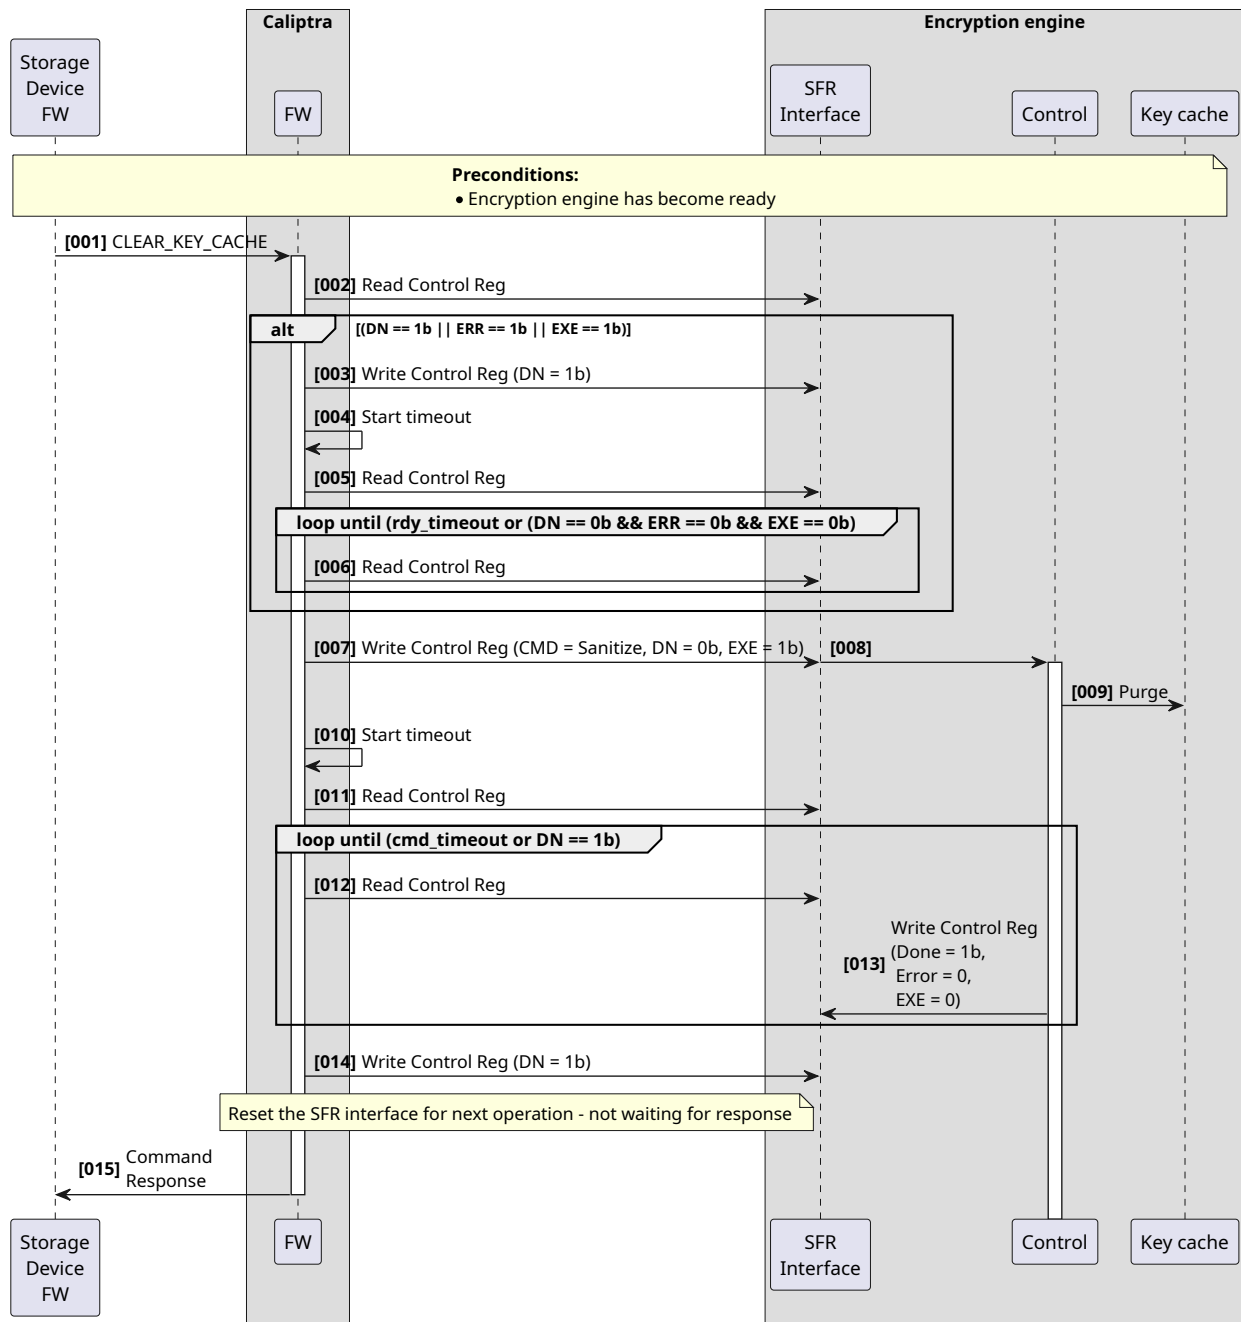 Caliptra
Encryption engine
Storage
Device
FW
FW
SFR
Interface
Control
Key cache
Preconditions:
• Encryption engine has become ready
[001] CLEAR_KEY_CACHE
[002] Read Control Reg
alt [(DN == 1b || ERR == 1b || EXE == 1b)]
[003] Write Control Reg (DN = 1b)
[004] Start timeout
[005] Read Control Reg
loop until (rdy_timeout or (DN == 0b && ERR == 0b && EXE == 0b)
[006] Read Control Reg
[007] Write Control Reg (CMD = Sanitize, DN = 0b, EXE = 1b)
[008]
[009] Purge
[010] Start timeout
[011] Read Control Reg
loop until (cmd_timeout or DN == 1b)
[012] Read Control Reg
[013] Write Control Reg
(Done = 1b,
Error = 0,
EXE = 0)
[014] Write Control Reg (DN = 1b)
Reset the SFR interface for next operation - not waiting for response
[015] Command
Response
Storage
Device
FW
FW
SFR
Interface
Control
Key cache